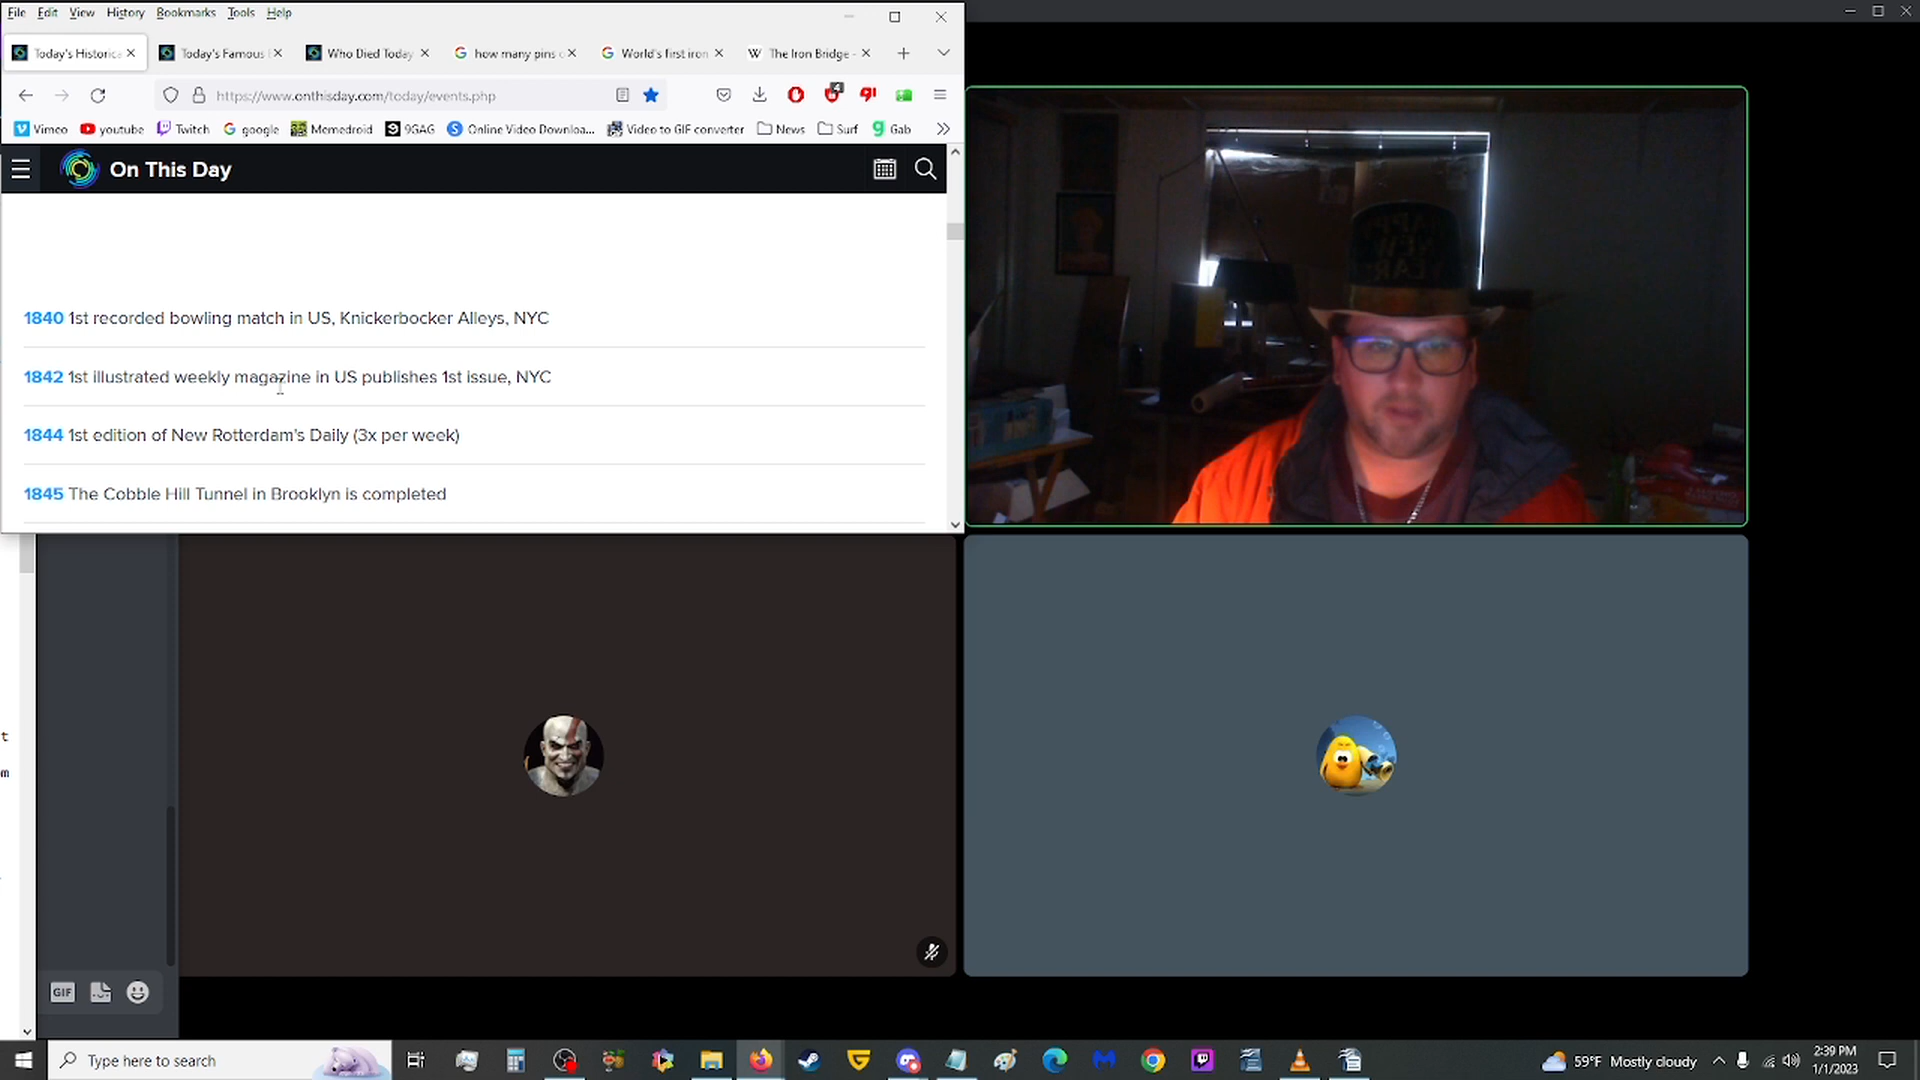 File Edit View History Bookmarks Tools Help
Today's Historica Today's Famous Who Died Today how many pins o World's first iron The Iron Bridge -
https://www.onthisday.com/today/events.php 4
Vimeo youtube Twitch google Memedroid 9GAG Online Video Downloa... Video to GIF converter News Surf Gab
On This Day
1840 1st recorded bowling match in US, Knickerbocker Alleys, NYC
1842 1st illustrated weekly magazine in US publishes 1st issue, NYC
1844 1st edition of New Rotterdam's Daily (3x per week)
1845 The Cobble Hill Tunnel in Brooklyn is completed
HAPPY
NEW
YEAR
t
m
GIF
Type here to search
59°F Mostly cloudy
2:39 PM
1/1/2023